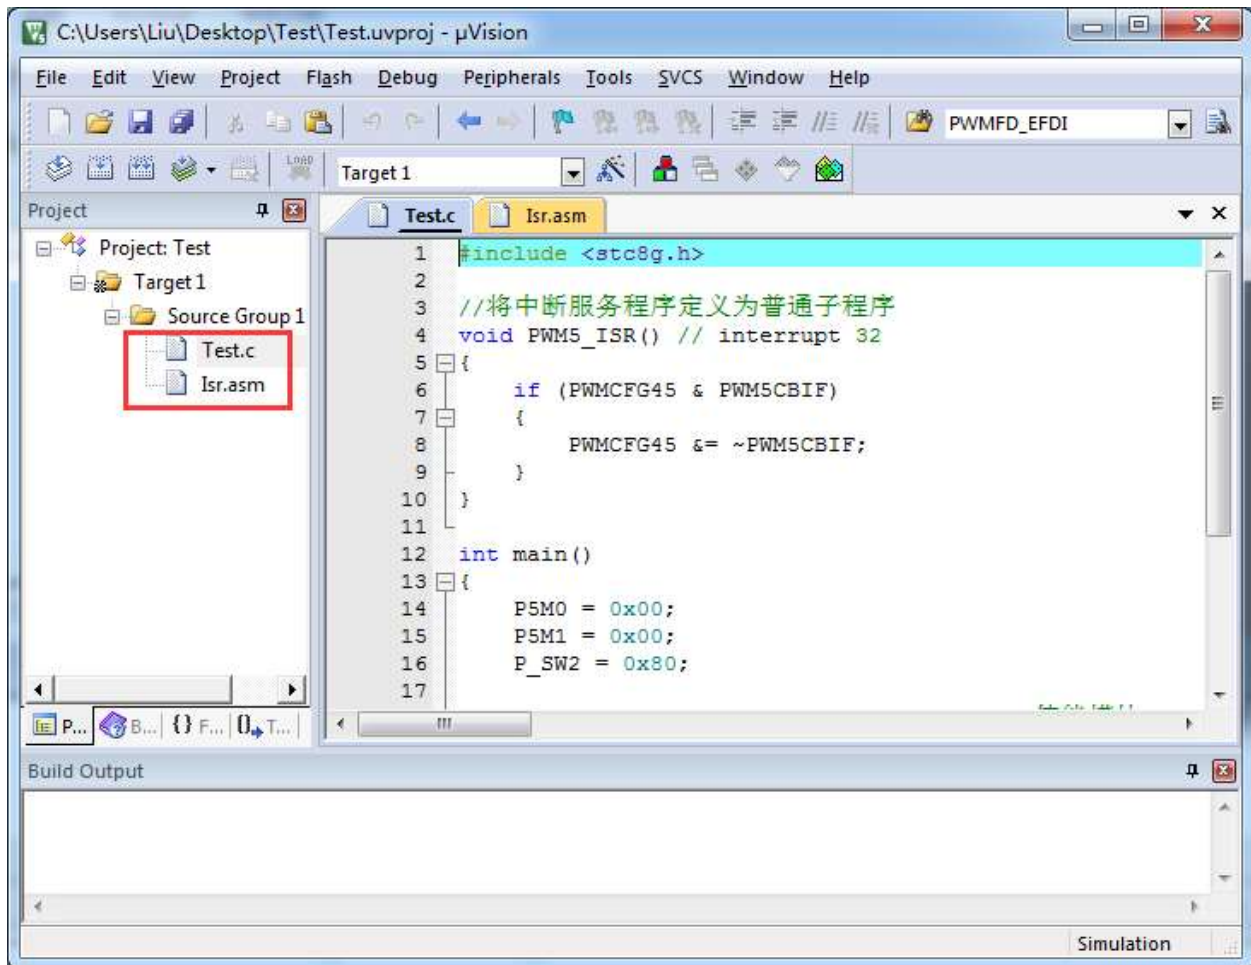 C:\Users\Liu\Desktop\Test\Test.uvproj - µVision
File Edit View Project Flash Debug Peripherals Tools SVCS Window Help
PWMFD_EFDI
LOAD Target 1
Project
Test.c Isr.asm
Project: Test
Target 1
Source Group 1
Test.c
Isr.asm
1 #include <stc8g.h>
2
3 //将中断服务程序定义为普通子程序
4 void PWM5_ISR() // interrupt 32
5 {
6 if (PWMCFG45 & PWM5CBIF)
7 {
8 PWMCFG45 &= ~PWM5CBIF;
9 }
10 }
11
12 int main()
13 {
14 P5M0 = 0x00;
15 P5M1 = 0x00;
16 P_SW2 = 0x80;
17
P... B... {} F... 0 T...
Build Output
Simulation